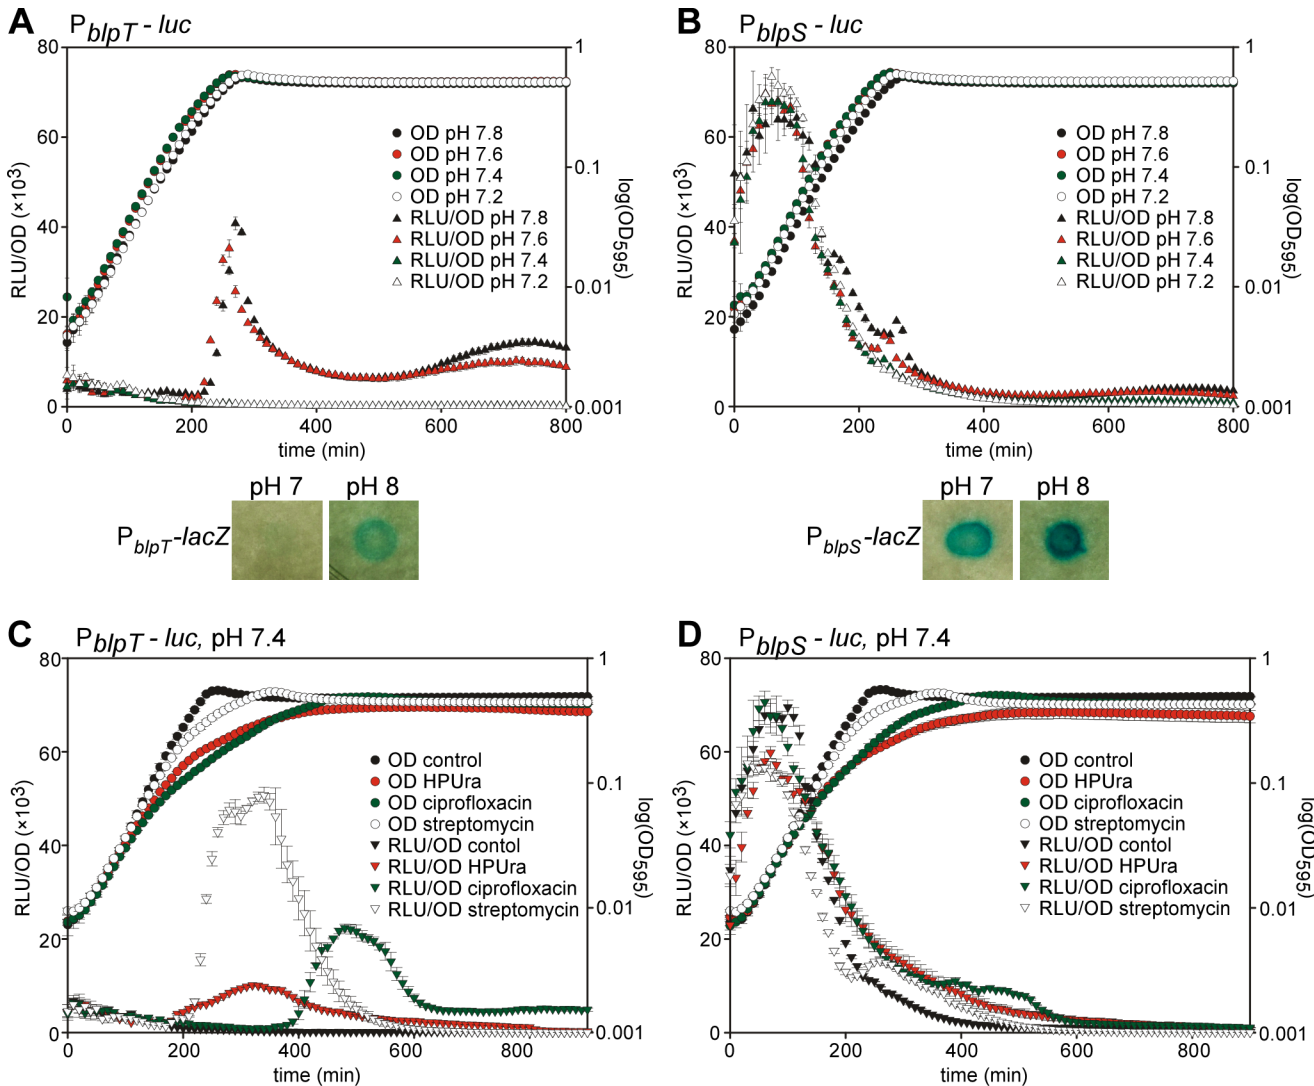 A
P blpT - luc
80
60
40
20
0
RLU/OD (×10³)
1
0.1
0.01
0.001
log(OD595)
0 200 400 600 800
time (min)
OD pH 7.8
OD pH 7.6
OD pH 7.4
OD pH 7.2
RLU/OD pH 7.8
RLU/OD pH 7.6
RLU/OD pH 7.4
RLU/OD pH 7.2
B
P blpS - luc
80
60
40
20
0
RLU/OD (×10³)
1
0.1
0.01
0.001
log(OD595)
0 200 400 600 800
time (min)
OD pH 7.8
OD pH 7.6
OD pH 7.4
OD pH 7.2
RLU/OD pH 7.8
RLU/OD pH 7.6
RLU/OD pH 7.4
RLU/OD pH 7.2
pH 7 pH 8
PblpT-lacZ
pH 7 pH 8
PblpS-lacZ
C
P blpT - luc, pH 7.4
80
60
40
20
0
RLU/OD (×10³)
1
0.1
0.01
0.001
log(OD595)
0 200 400 600 800
time (min)
OD control
OD HPUra
OD ciprofloxacin
OD streptomycin
RLU/OD contol
RLU/OD HPUra
RLU/OD ciprofloxacin
RLU/OD streptomycin
D
P blpS - luc, pH 7.4
80
60
40
20
0
RLU/OD (×10³)
1
0.1
0.01
0.001
log(OD595)
0 200 400 600 800
time (min)
OD control
OD HPUra
OD ciprofloxacin
OD streptomycin
RLU/OD contol
RLU/OD HPUra
RLU/OD ciprofloxacin
RLU/OD streptomycin